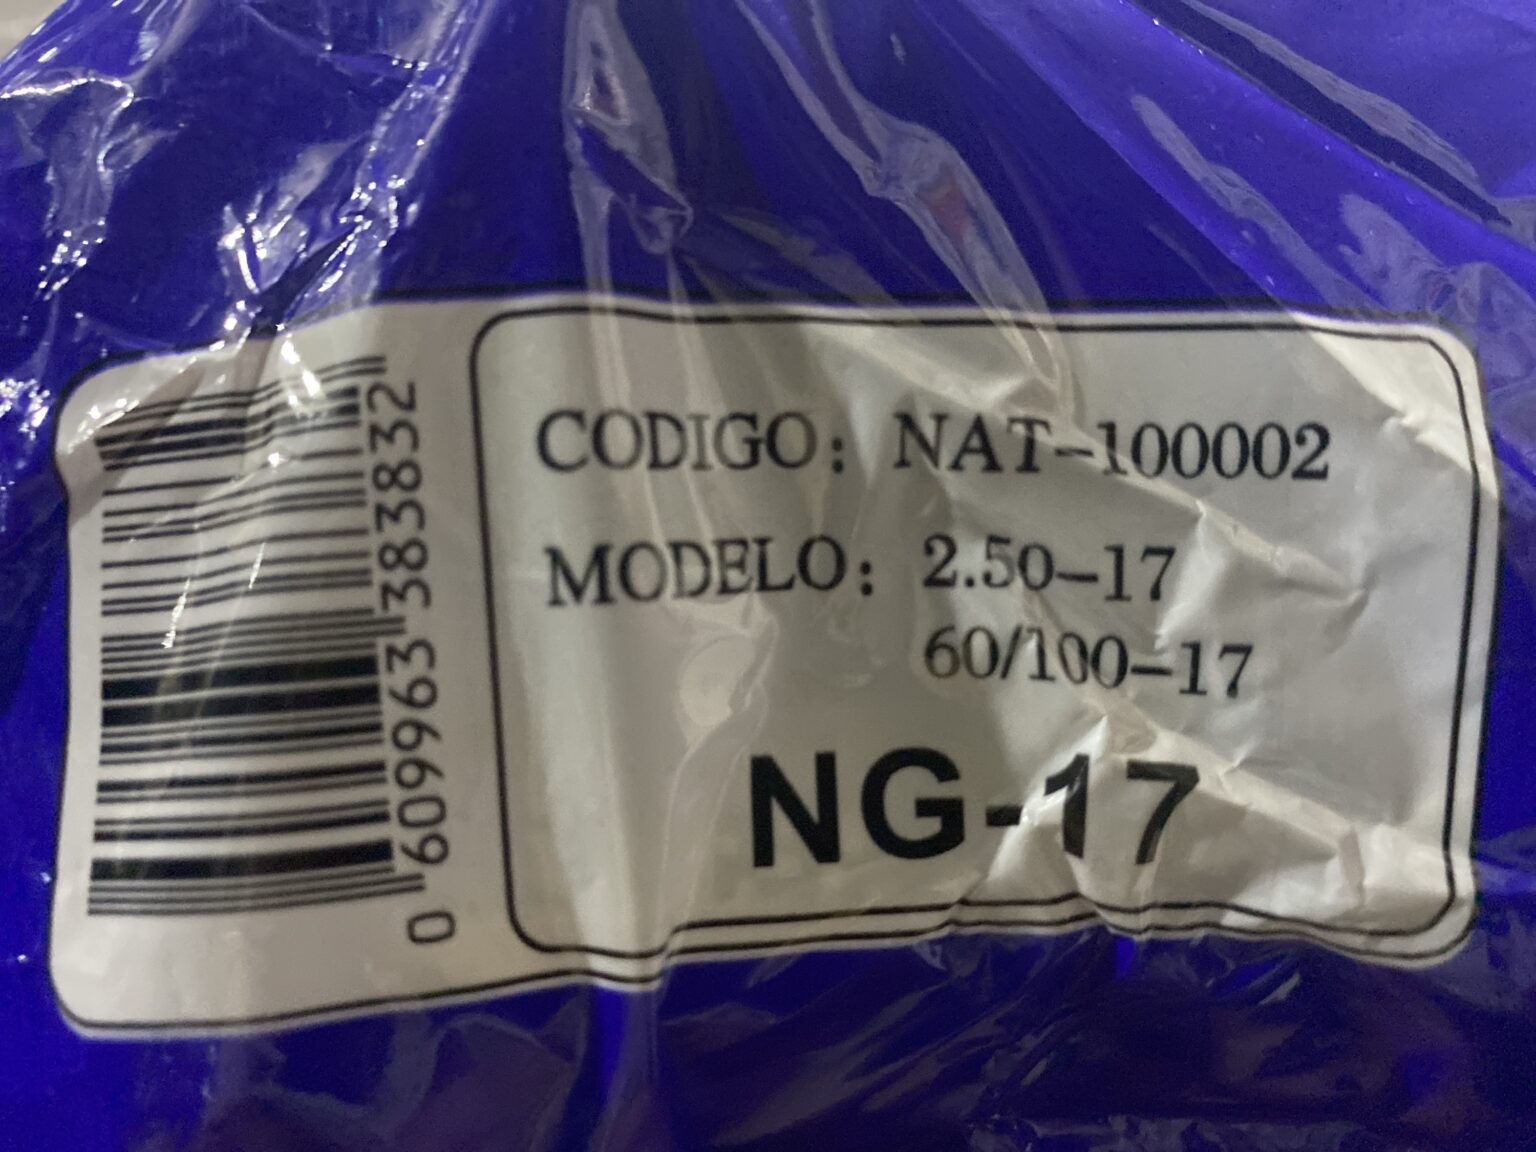 CODIGO: NAT-100002
MODELO: 2.50-17
60/100-17
NG-17
0 609963 383832